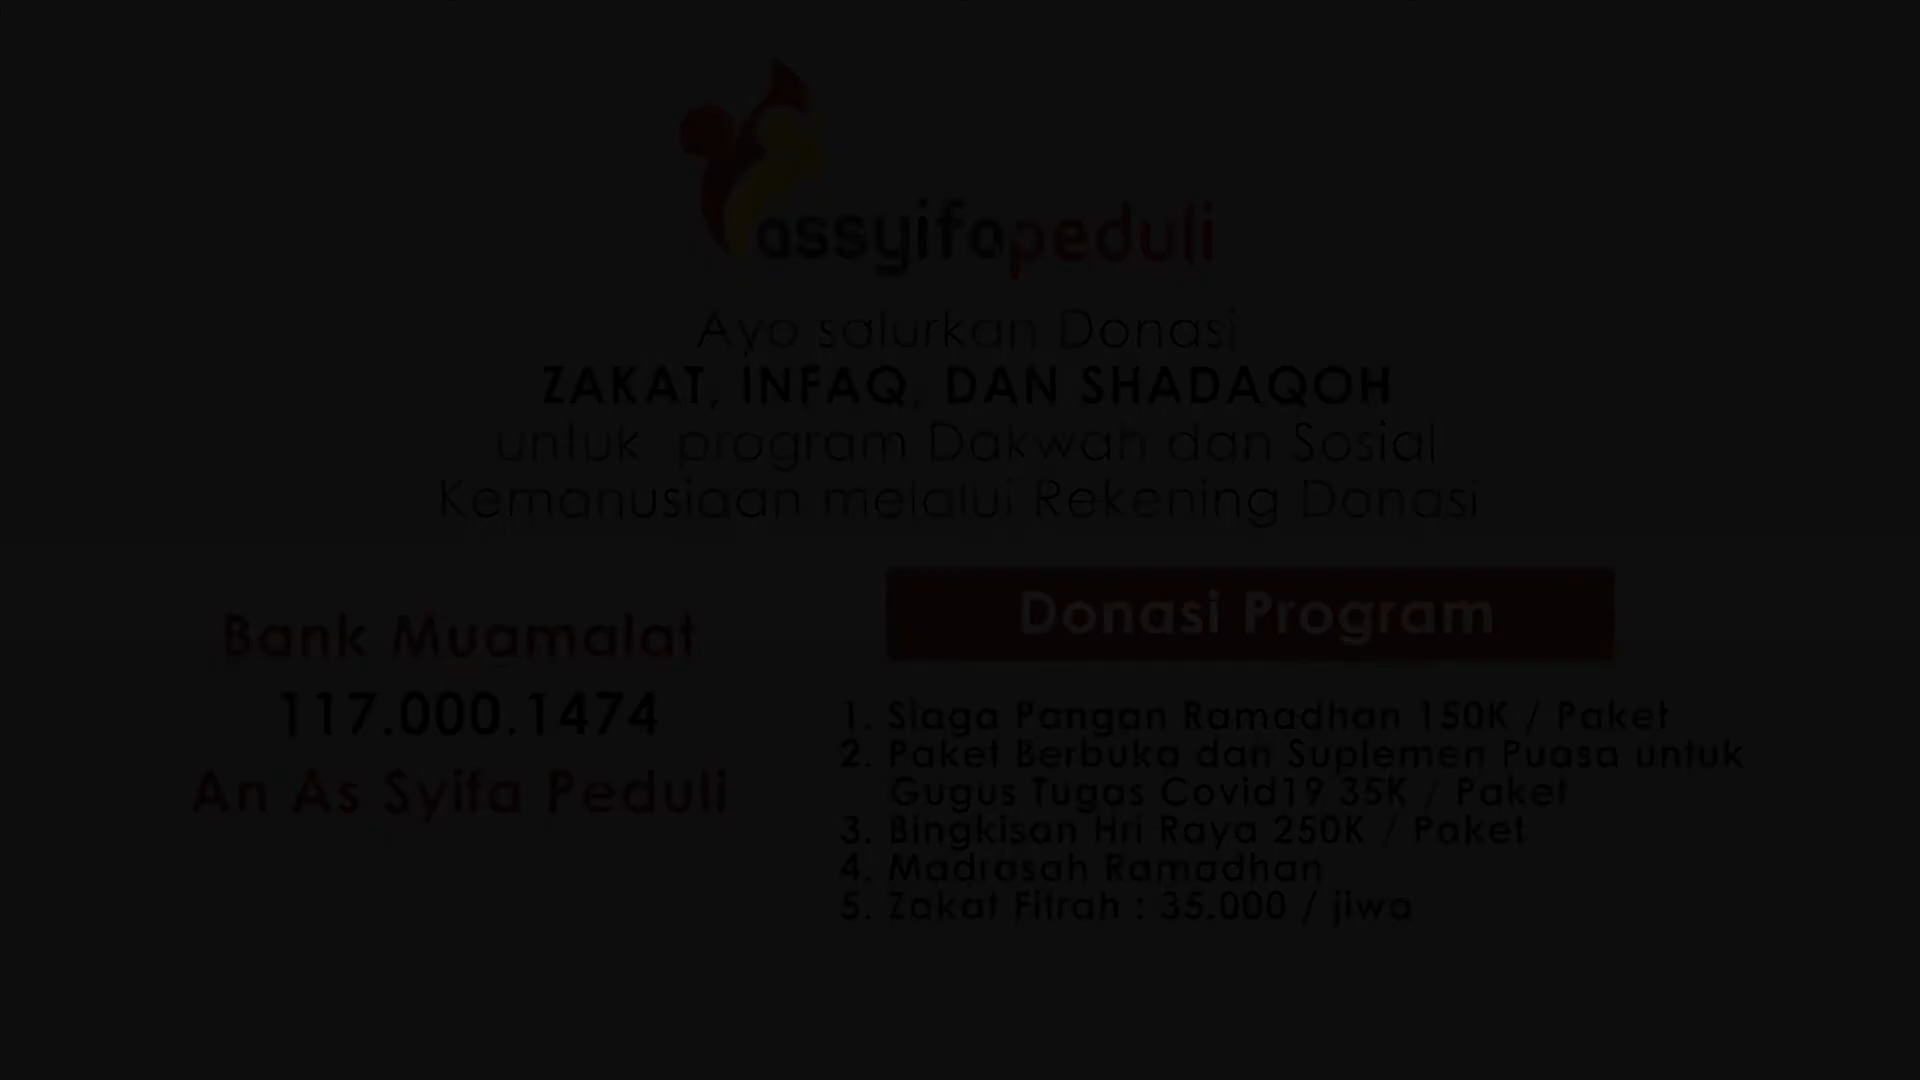 assyifapeduli
Ayo salurkan Donasi
ZAKAT, INFAQ, DAN SHADAQOH
untuk program Dakwah dan Sosial
Kemanusiaan melalui Rekening Donasi
Bank Muamalat
117.000.1474
An As Syifa Peduli
Donasi Program
1. Siaga Pangan Ramadhan 150K / Paket
2. Paket Berbuka dan Suplemen Puasa untuk
Gugus Tugas Covid19 35K / Paket
3. Bingkisan Hri Raya 250K / Paket
4. Madrasah Ramadhan
5. Zakat Fitrah : 35.000 / jiwa